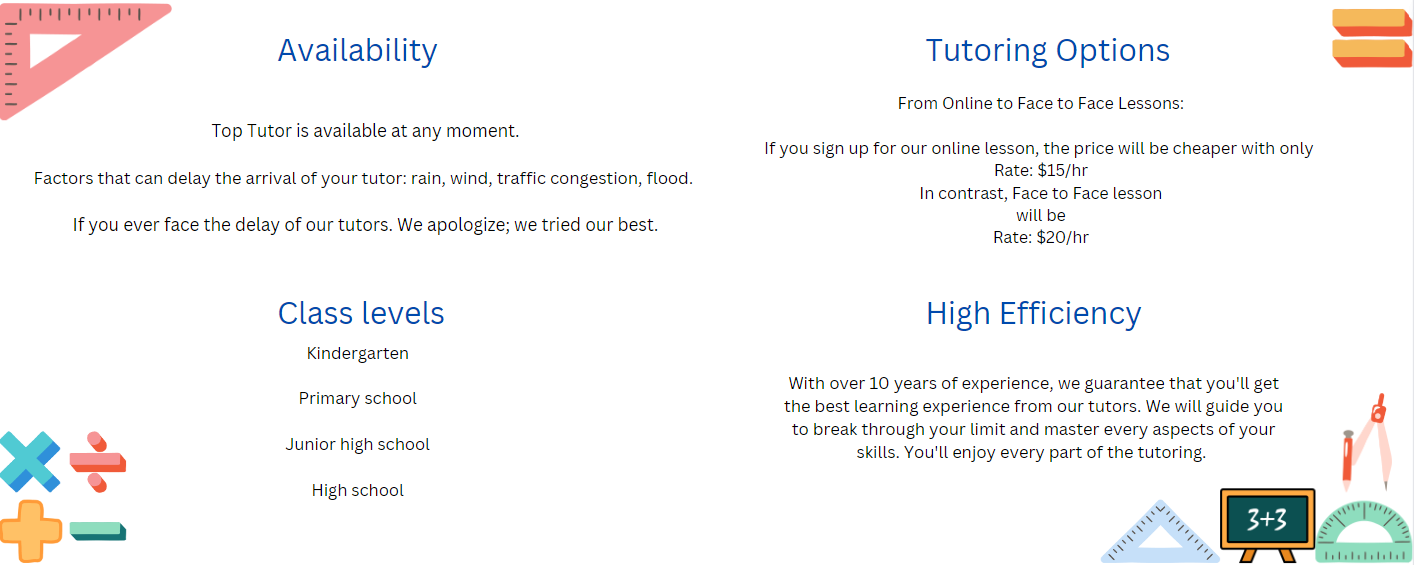 Availability
Top Tutor is available at any moment.
Factors that can delay the arrival of your tutor: rain, wind, traffic congestion, flood.
If you ever face the delay of our tutors. We apologize; we tried our best.
Tutoring Options
From Online to Face to Face Lessons:
If you sign up for our online lesson, the price will be cheaper with only
Rate: $15/hr
In contrast, Face to Face lesson
will be
Rate: $20/hr
Class levels
Kindergarten
Primary school
Junior high school
High school
High Efficiency
With over 10 years of experience, we guarantee that you'll get
the best learning experience from our tutors. We will guide you
to break through your limit and master every aspects of your
skills. You'll enjoy every part of the tutoring.
3+3